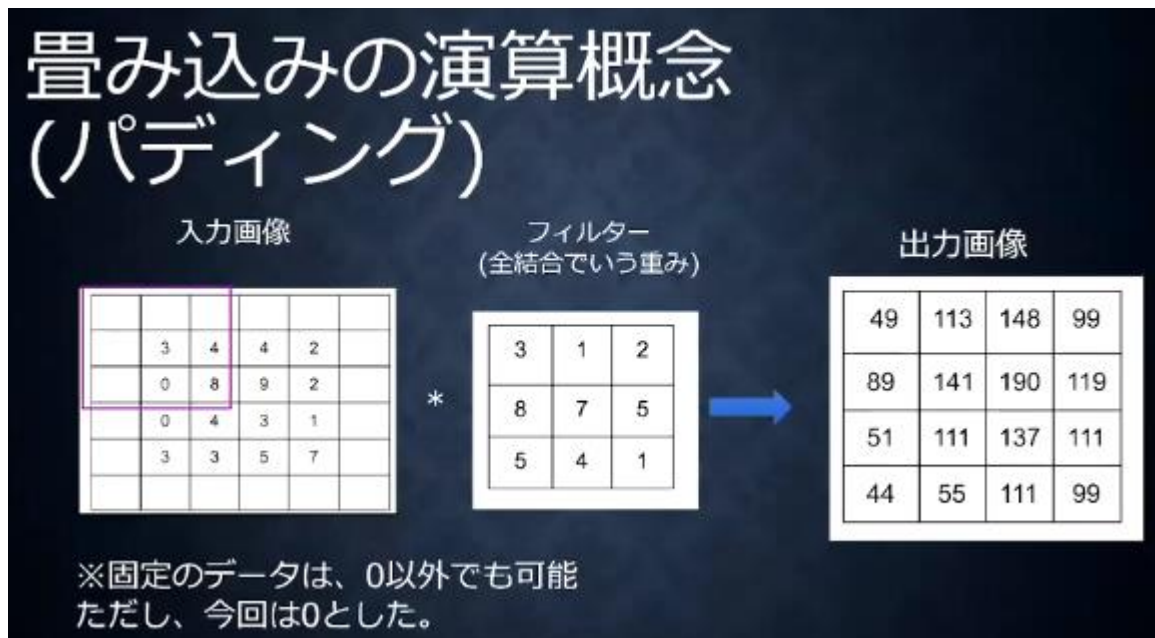 畳み込みの演算概念
(パディング)
入力画像
フィルター
(全結合でいう重み)
出力画像
3 4 4 2
0 8 9 2
0 4 3 1
3 3 5 7
*
3 1 2
8 7 5
5 4 1
49 113 148 99
89 141 190 119
51 111 137 111
44 55 111 99
※固定のデータは、0以外でも可能
ただし、今回は0とした。